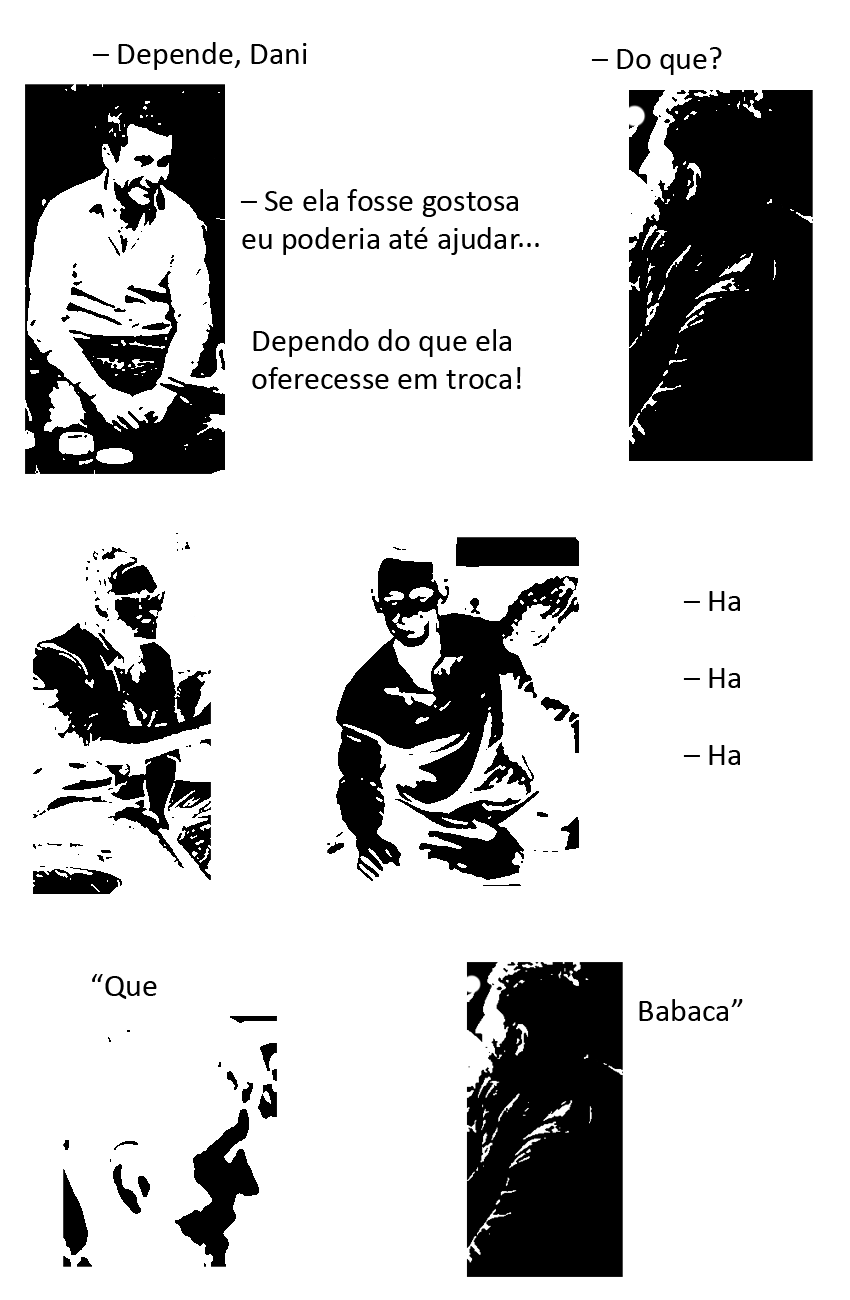 – Depende, Dani
– Do que?
– Se ela fosse gostosa
eu poderia até ajudar...
Dependo do que ela
oferecesse em troca!
– Ha
– Ha
– Ha
“Que
Babaca”